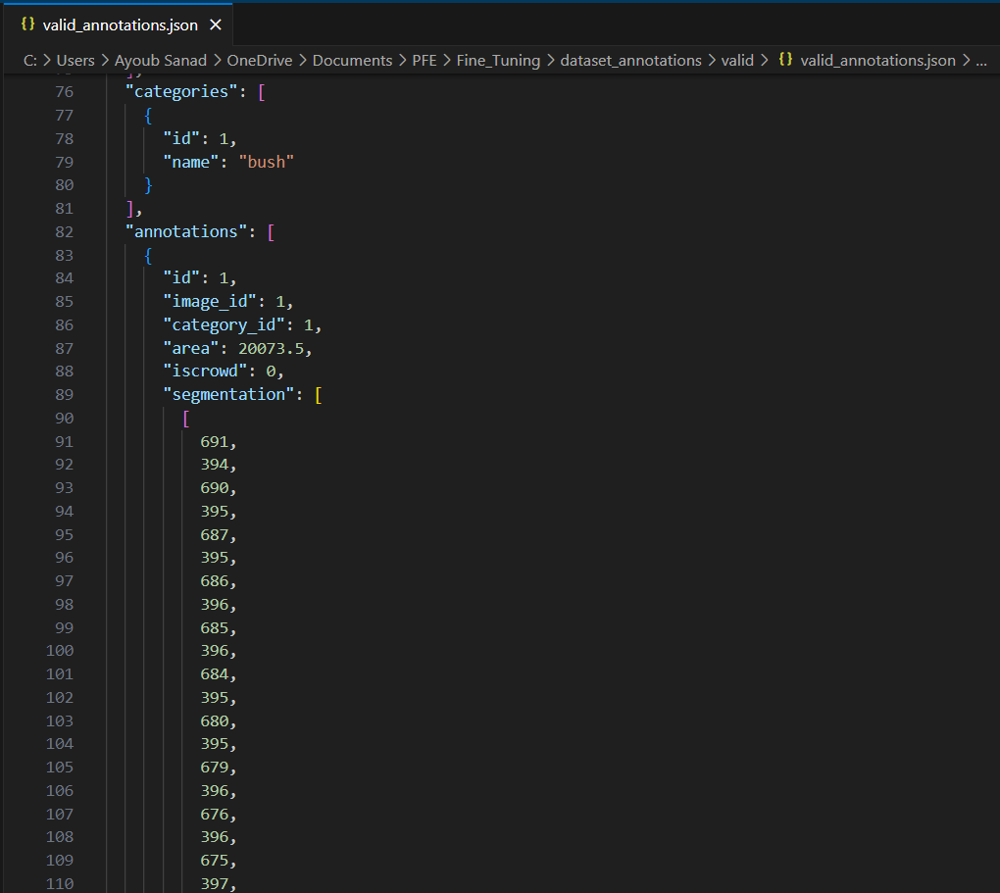 {} valid_annotations.json ×
C: > Users > Ayoub Sanad > OneDrive > Documents > PFE > Fine_Tuning > dataset_annotations > valid > {} valid_annotations.json > ...
76 "categories": [
77 {
78 "id": 1,
79 "name": "bush"
80 }
81 ],
82 "annotations": [
83 {
84 "id": 1,
85 "image_id": 1,
86 "category_id": 1,
87 "area": 20073.5,
88 "iscrowd": 0,
89 "segmentation": [
90 [
91 691,
92 394,
93 690,
94 395,
95 687,
96 395,
97 686,
98 396,
99 685,
100 396,
101 684,
102 395,
103 680,
104 395,
105 679,
106 396,
107 676,
108 396,
109 675,
110 397,